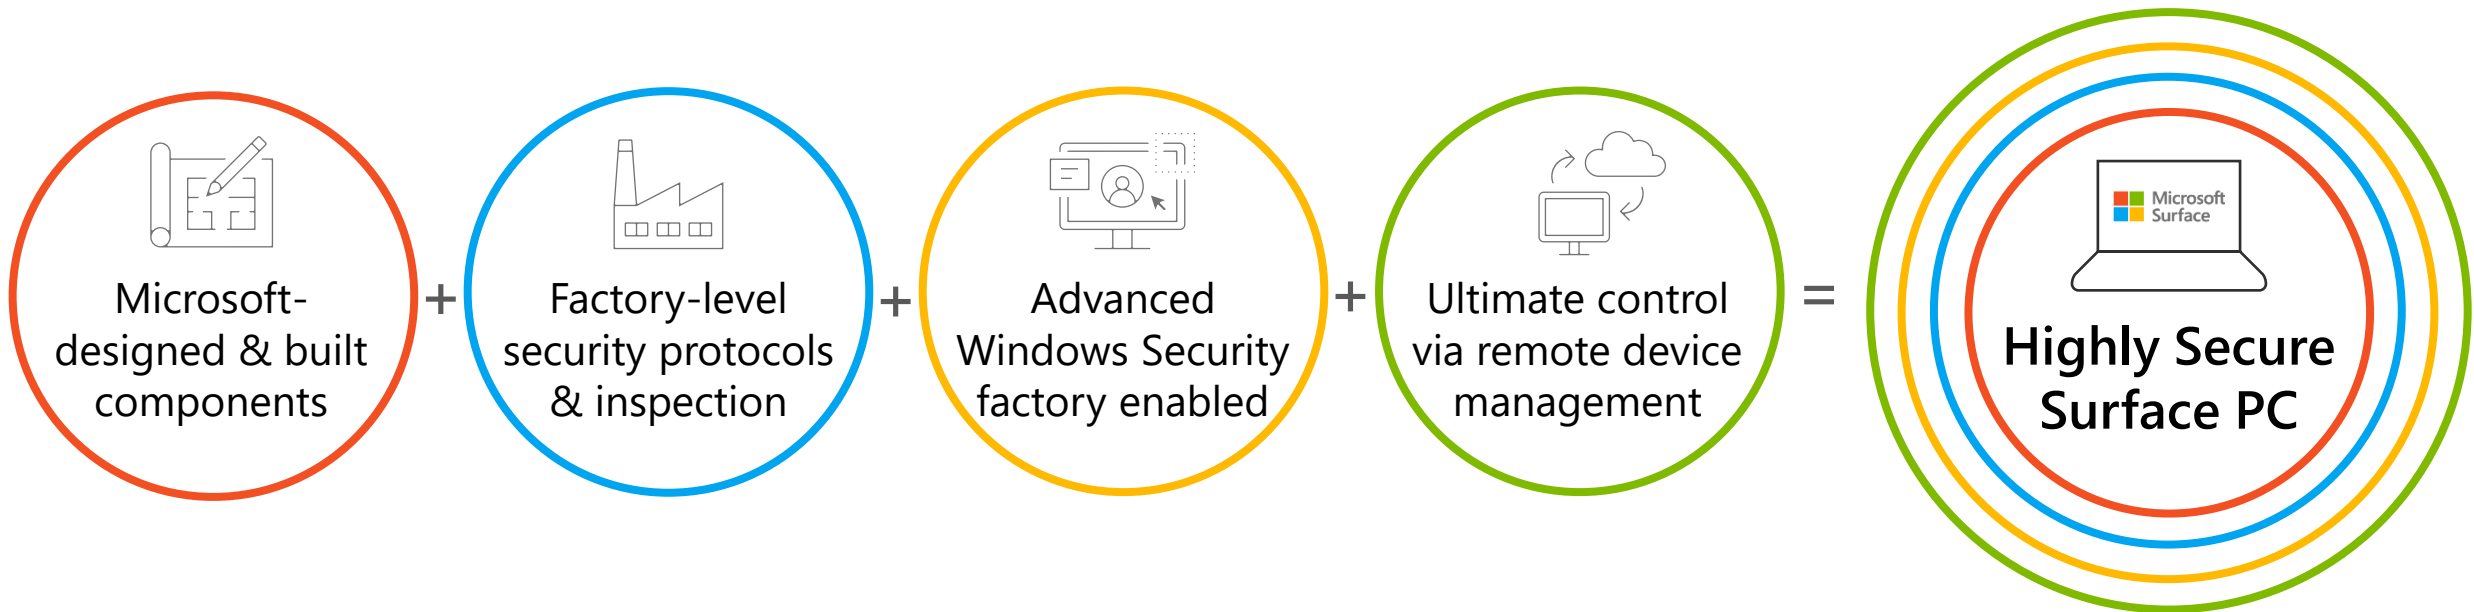 Microsoft-
designed & built
components
+
Factory-level
security protocols
& inspection
+
Advanced
Windows Security
factory enabled
+
Ultimate control
via remote device
management
=
Microsoft
Surface
Highly Secure
Surface PC